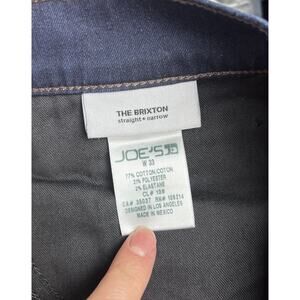 THE BRIXTON
straight + narrow
JOE'S
W 33
77% COTTON/COTON
21% POLYESTER
2% ELASTANE
MADE IN MEXICO
DESIGNED IN LOS ANGELES